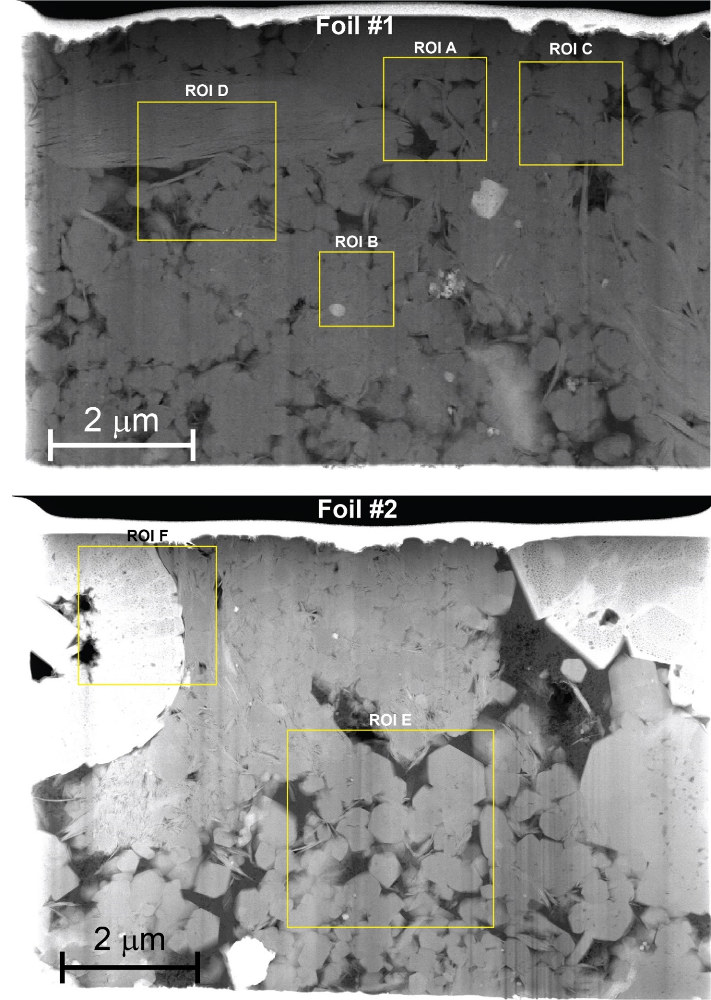 Foil #1
ROI A
ROI C
ROI D
ROI B
2 μm
Foil #2
ROI F
ROI E
2 μm